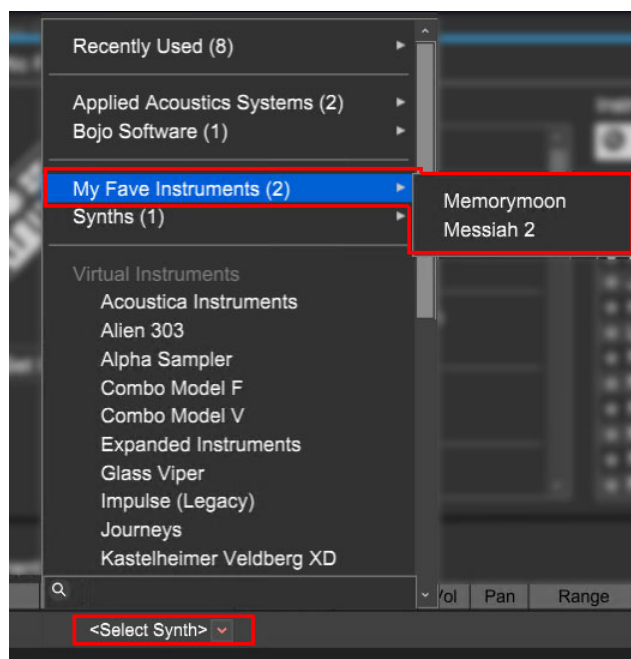 Recently Used (8)
Applied Acoustics Systems (2)
Bojo Software (1)
My Fave Instruments (2)
Memorymoon
Messiah 2
Synths (1)
Virtual Instruments
Acoustica Instruments
Alien 303
Alpha Sampler
Combo Model F
Combo Model V
Expanded Instruments
Glass Viper
Impulse (Legacy)
Journeys
Kastelheimer Veldberg XD
Vol Pan Range
<Select Synth>